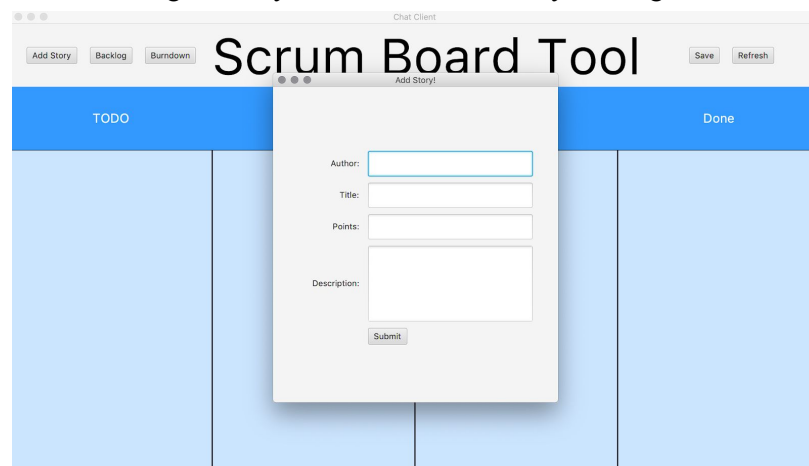 Chat Client
Add Story Backlog Burndown Scrum Board Tool Save Refresh
Add Story!
TODO Done
Author:
Title:
Points:
Description:
Submit